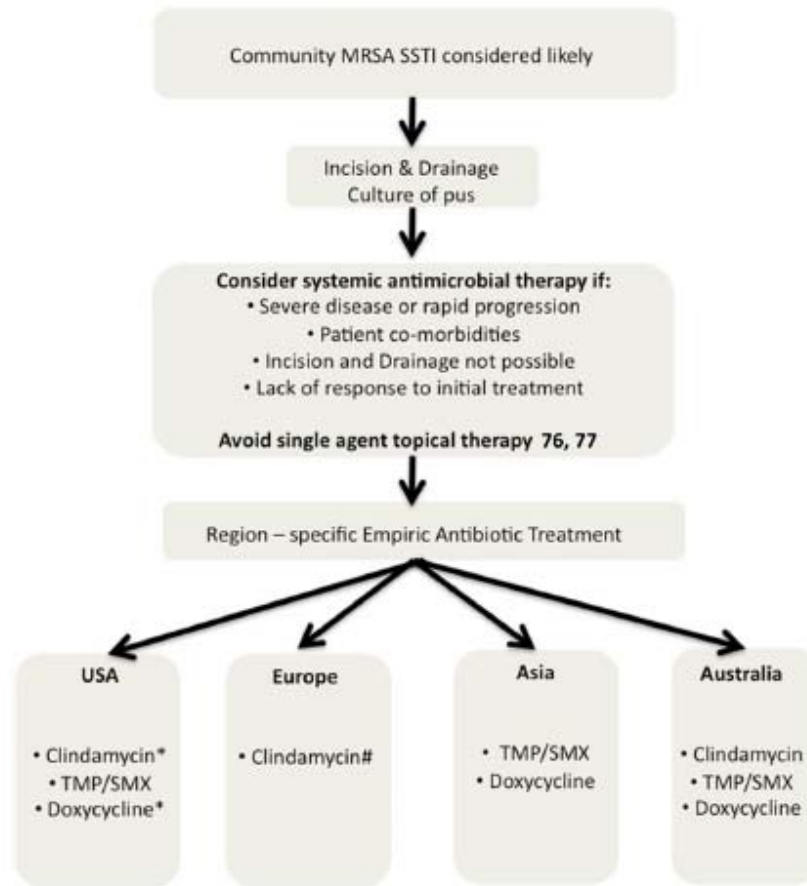 Community MRSA SSTI considered likely
Incision & Drainage
Culture of pus
Consider systemic antimicrobial therapy if:
• Severe disease or rapid progression
• Patient co-morbidities
• Incision and Drainage not possible
• Lack of response to initial treatment
Avoid single agent topical therapy 76, 77
Region – specific Empiric Antibiotic Treatment
USA
• Clindamycin*
• TMP/SMX
• Doxycycline*
Europe
• Clindamycin#
Asia
• TMP/SMX
• Doxycycline
Australia
• Clindamycin
• TMP/SMX
• Doxycycline